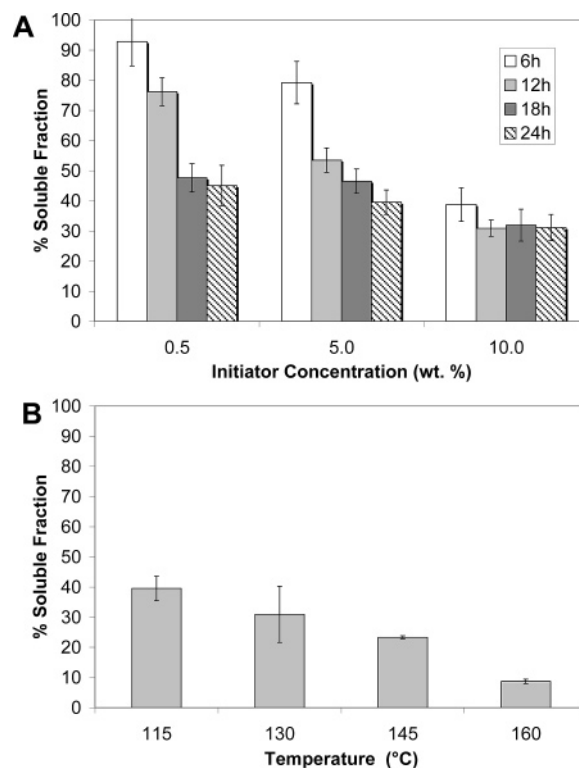 A
100
90
80
70
60
50
40
30
20
10
0
% Soluble Fraction
6h
12h
18h
24h
0.5 5.0 10.0
Initiator Concentration (wt. %)
B
100
90
80
70
60
50
40
30
20
10
0
% Soluble Fraction
115 130 145 160
Temperature (°C)